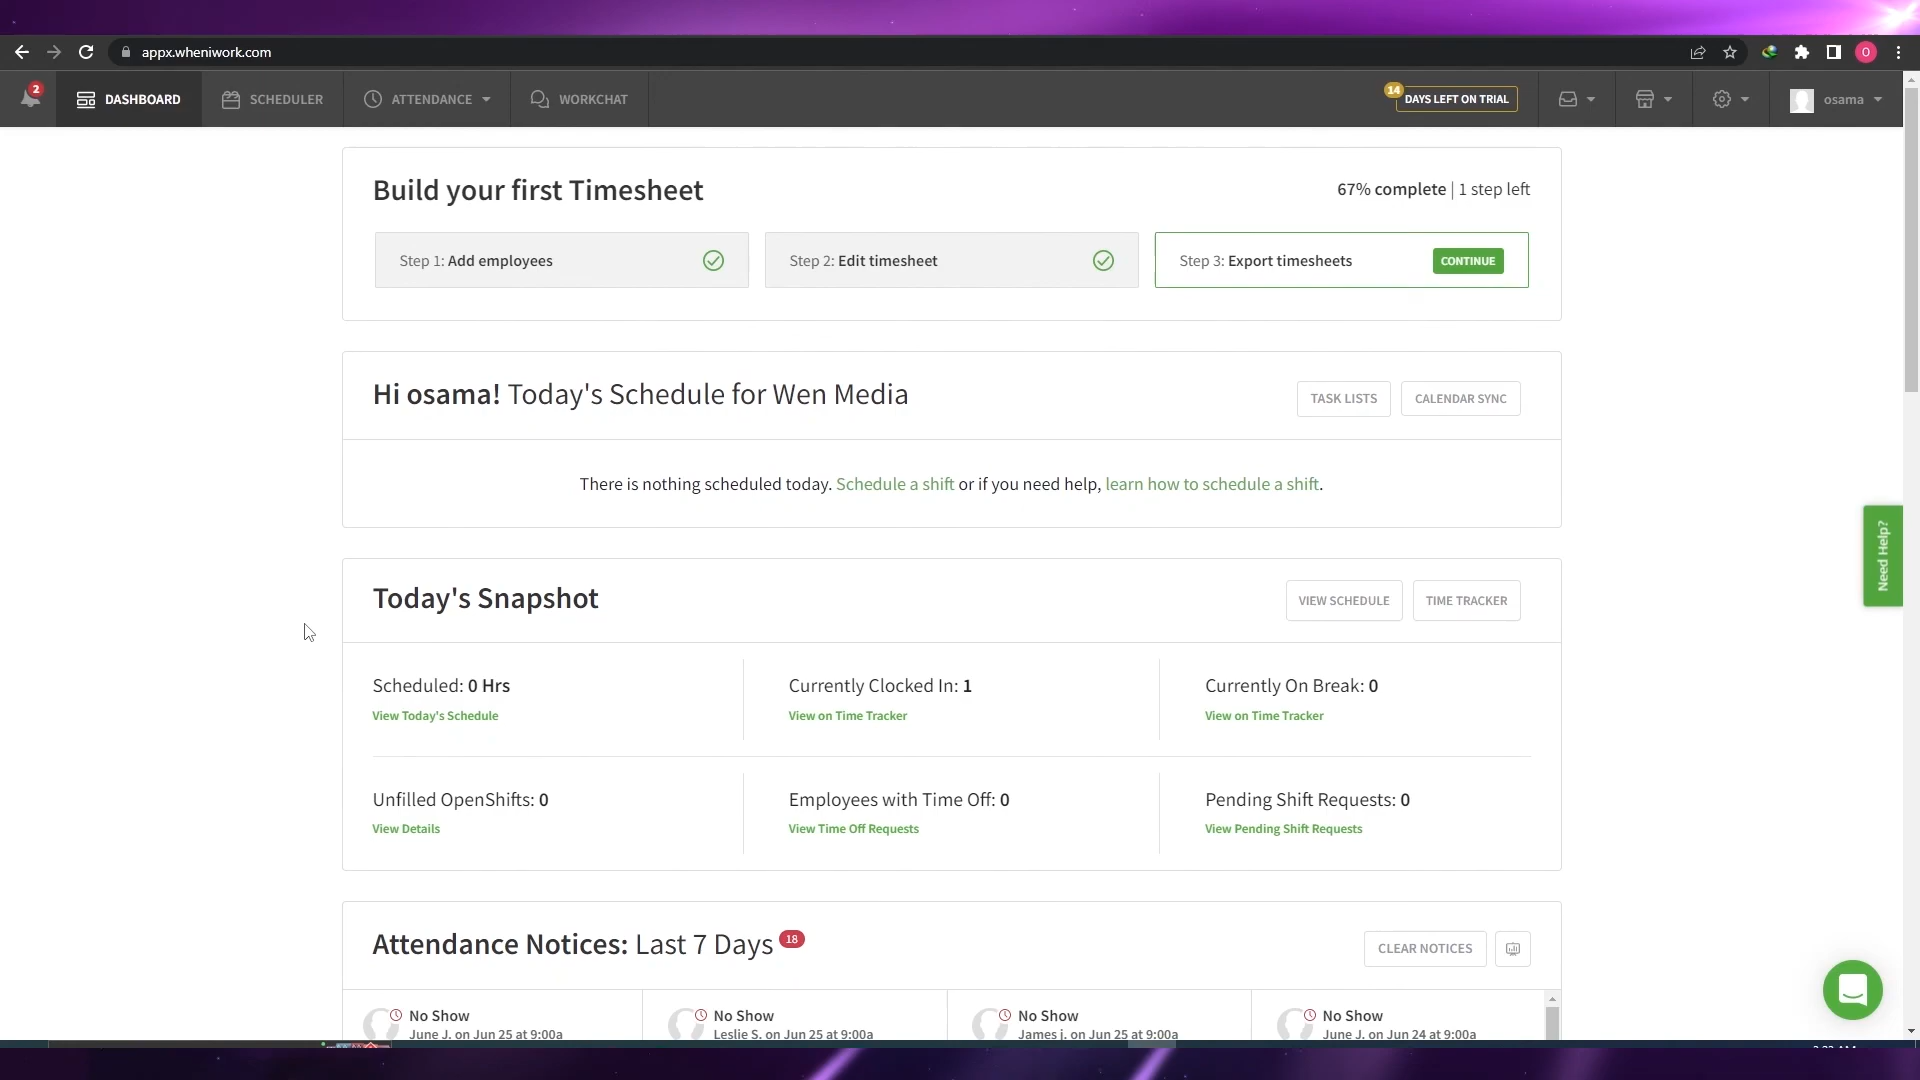 appx.wheniwork.com
O
2
DASHBOARD
SCHEDULER
ATTENDANCE
WORKCHAT
14
DAYS LEFT ON TRIAL
osama
Build your first Timesheet
67% complete | 1 step left
Step 1: Add employees
Step 2: Edit timesheet
Step 3: Export timesheets
CONTINUE
Hi osama! Today's Schedule for Wen Media
TASK LISTS
CALENDAR SYNC
There is nothing scheduled today. Schedule a shift or if you need help, learn how to schedule a shift.
Need Help?
Today's Snapshot
VIEW SCHEDULE
TIME TRACKER
Scheduled: 0 Hrs
View Today's Schedule
Currently Clocked In: 1
View on Time Tracker
Currently On Break: 0
View on Time Tracker
Unfilled OpenShifts: 0
View Details
Employees with Time Off: 0
View Time Off Requests
Pending Shift Requests: 0
View Pending Shift Requests
Attendance Notices: Last 7 Days 18
CLEAR NOTICES
No Show
June J. on Jun 25 at 9:00a
No Show
Leslie S. on Jun 25 at 9:00a
No Show
James j. on Jun 25 at 9:00a
No Show
June J. on Jun 24 at 9:00a